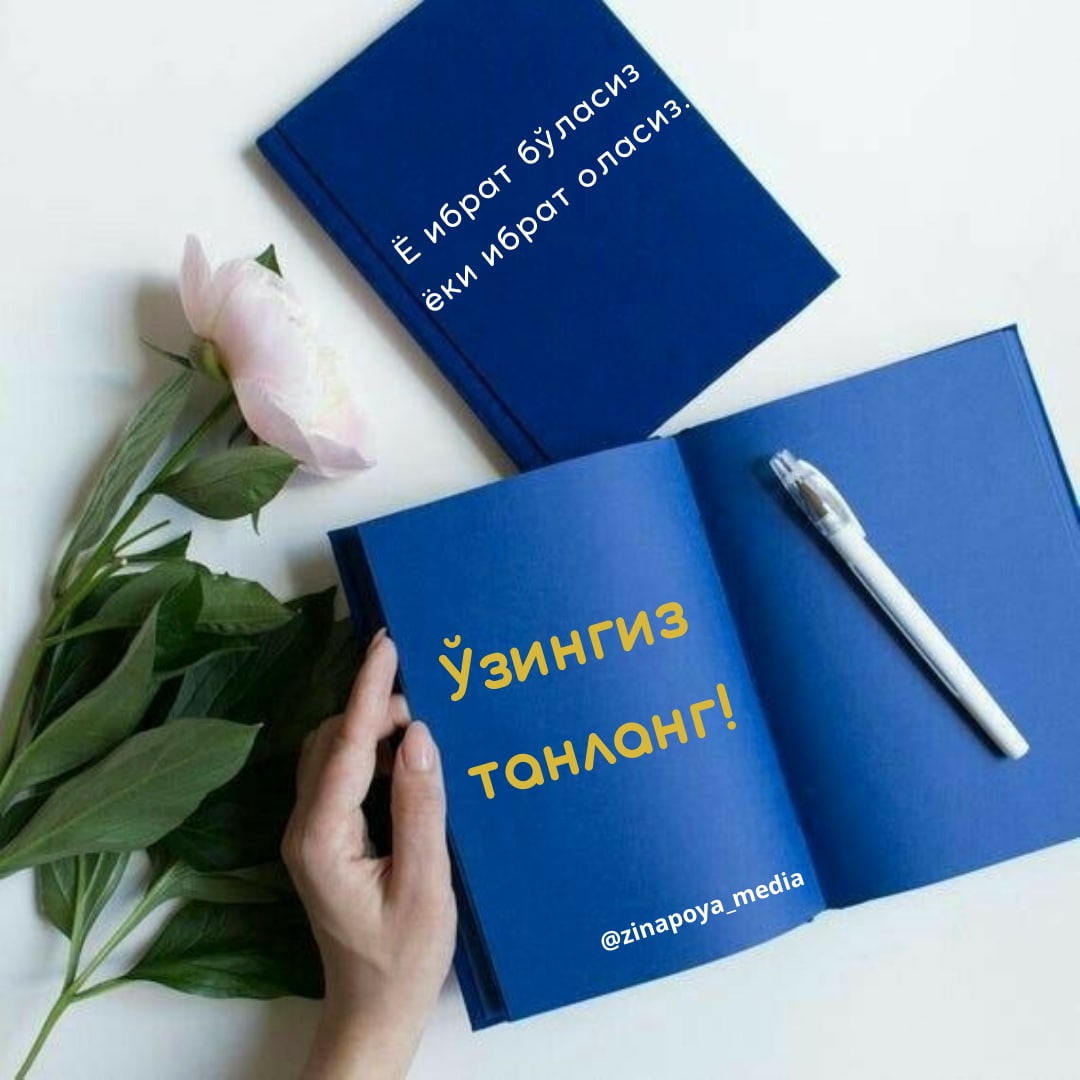 Ё ибрат бўласиз
ёки ибрат оласиз.
Ўзингиз
танланг!
@zinapoya_media